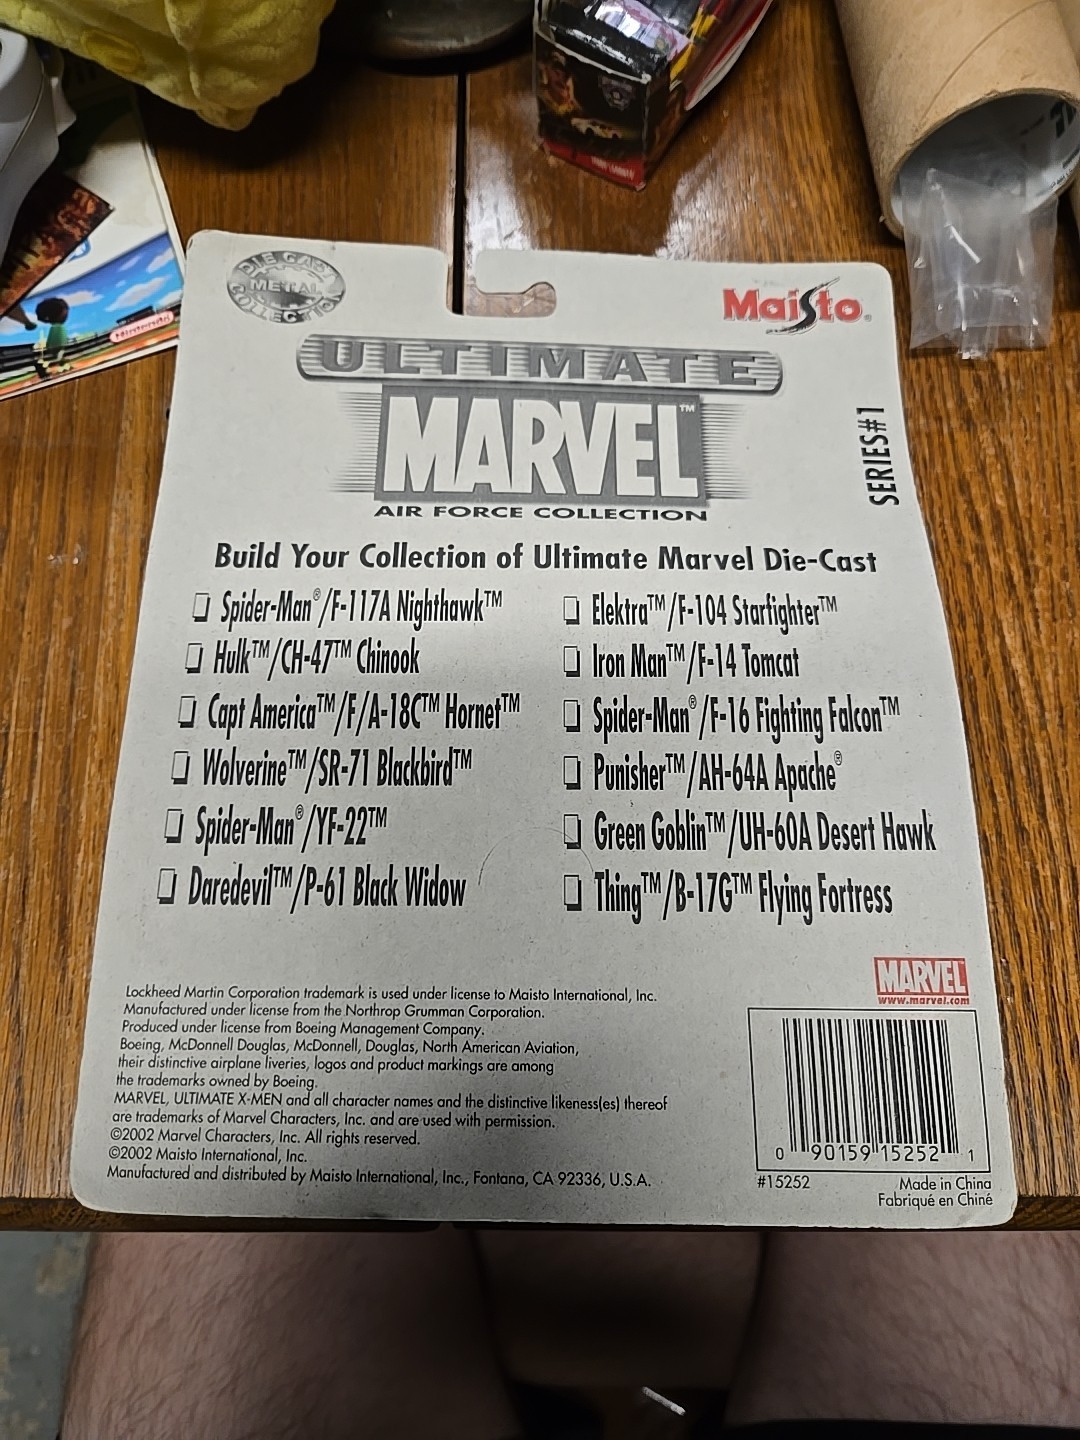 Nintendo
DIE CAST
METAL
COLLECTION
Maisto®
ULTIMATE
MARVEL™
AIR FORCE COLLECTION
SERIES#1
Build Your Collection of Ultimate Marvel Die-Cast
❏ Spider-Man®/F-117A Nighthawk™
❏ Hulk™/CH-47™ Chinook
❏ Capt America™/F/A-18C™ Hornet™
❏ Wolverine™/SR-71 Blackbird™
❏ Spider-Man®/YF-22™
❏ Daredevil™/P-61 Black Widow
❏ Elektra™/F-104 Starfighter™
❏ Iron Man™/F-14 Tomcat
❏ Spider-Man®/F-16 Fighting Falcon™
❏ Punisher™/AH-64A Apache®
❏ Green Goblin™/UH-60A Desert Hawk
❏ Thing™/B-17G™ Flying Fortress
Lockheed Martin Corporation trademark is used under license to Maisto International, Inc.
Manufactured under license from the Northrop Grumman Corporation.
Produced under license from Boeing Management Company.
Boeing, McDonnell Douglas, McDonnell, Douglas, North American Aviation,
their distinctive airplane liveries, logos and product markings are among
the trademarks owned by Boeing.
MARVEL, ULTIMATE X-MEN and all character names and the distinctive likeness(es) thereof
are trademarks of Marvel Characters, Inc. and are used with permission.
©2002 Marvel Characters, Inc. All rights reserved.
©2002 Maisto International, Inc.
Manufactured and distributed by Maisto International, Inc., Fontana, CA 92336, U.S.A.
MARVEL
www.marvel.com
0 90159 15252 1
#15252
Made in China
Fabriqué en Chiné